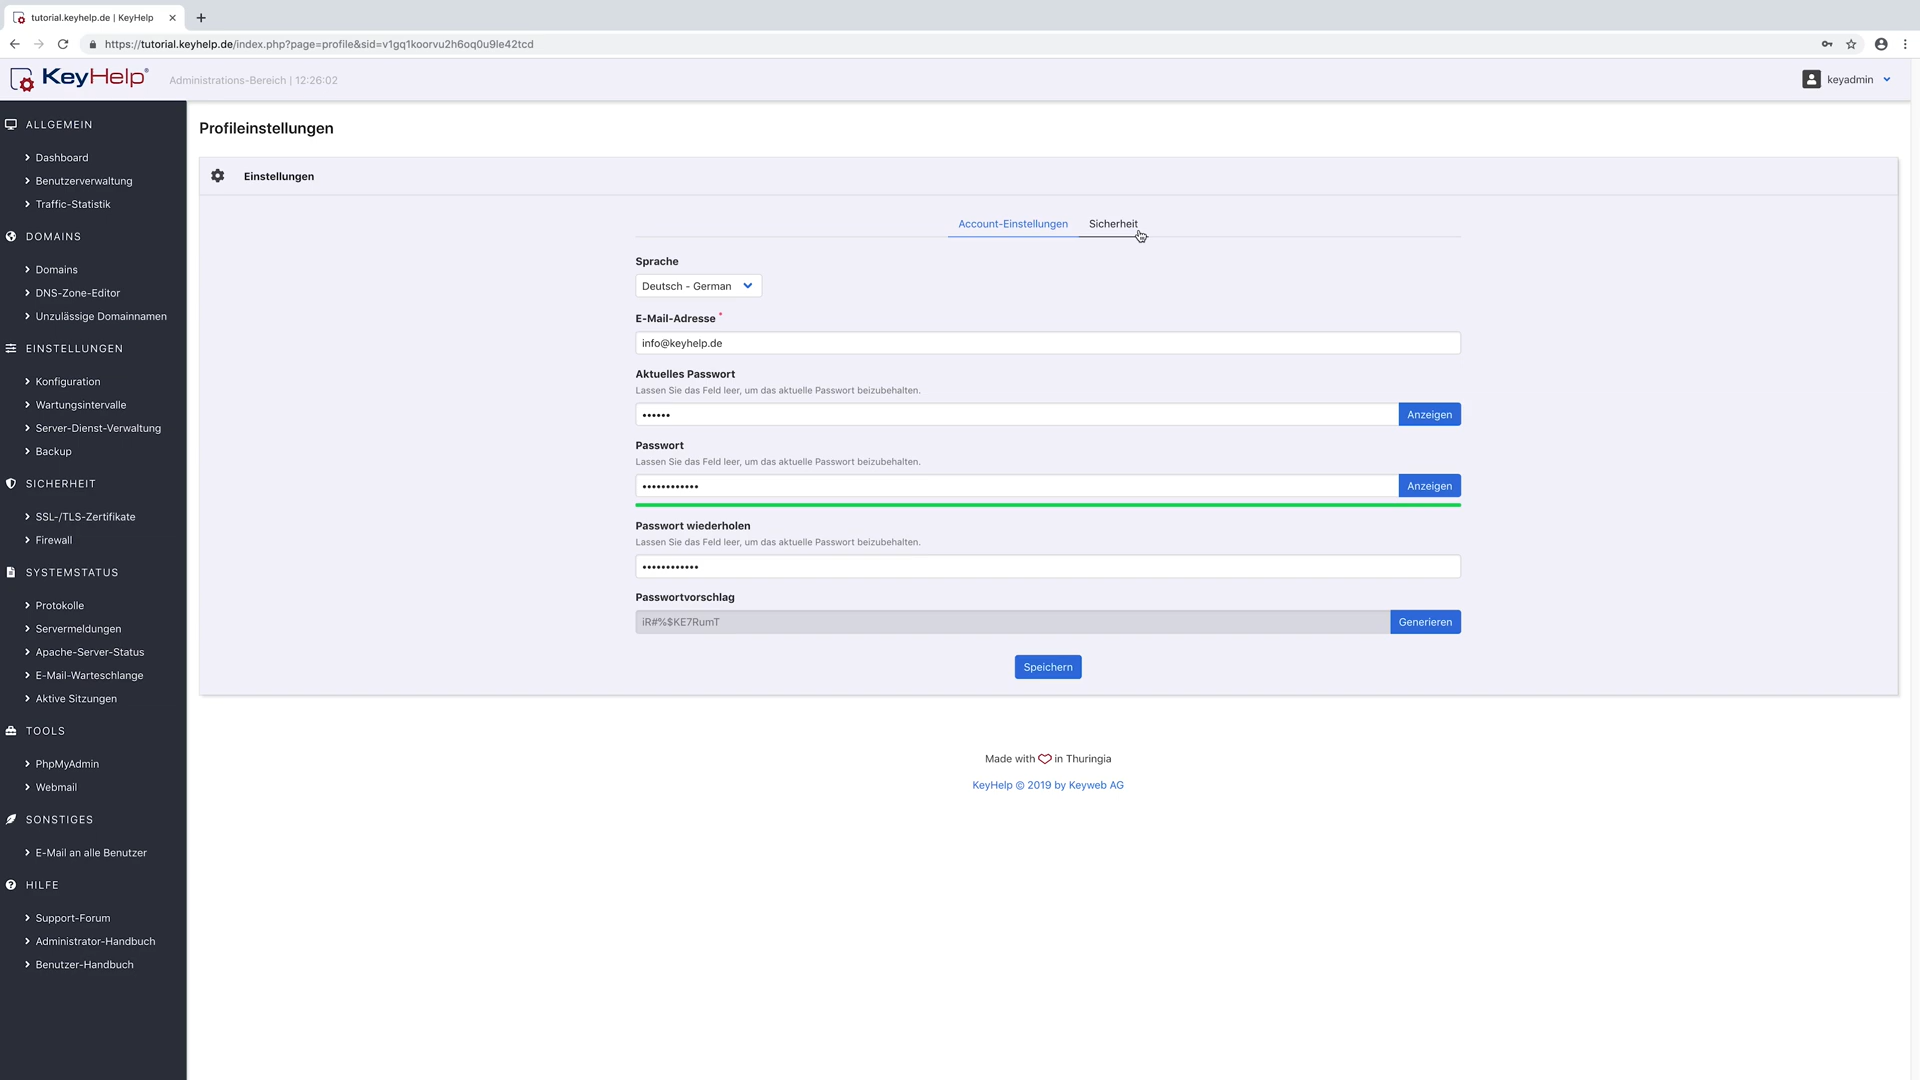 tutorial.keyhelp.de | KeyHelp
https://tutorial.keyhelp.de/index.php?page=profile&sid=v1gq1koorvu2h6oq0u9le42tcd
KeyHelp®
Administrations-Bereich | 12:26:02
keyadmin
ALLGEMEIN
Dashboard
Benutzerverwaltung
Traffic-Statistik
DOMAINS
Domains
DNS-Zone-Editor
Unzulässige Domainnamen
EINSTELLUNGEN
Konfiguration
Wartungsintervalle
Server-Dienst-Verwaltung
Backup
SICHERHEIT
SSL-/TLS-Zertifikate
Firewall
SYSTEMSTATUS
Protokolle
Servermeldungen
Apache-Server-Status
E-Mail-Warteschlange
Aktive Sitzungen
TOOLS
PhpMyAdmin
Webmail
SONSTIGES
E-Mail an alle Benutzer
HILFE
Support-Forum
Administrator-Handbuch
Benutzer-Handbuch
Profileinstellungen
Einstellungen
Account-Einstellungen
Sicherheit
Sprache
Deutsch - German
E-Mail-Adresse *
info@keyhelp.de
Aktuelles Passwort
Lassen Sie das Feld leer, um das aktuelle Passwort beizubehalten.
••••••
Anzeigen
Passwort
Lassen Sie das Feld leer, um das aktuelle Passwort beizubehalten.
••••••••••••
Anzeigen
Passwort wiederholen
Lassen Sie das Feld leer, um das aktuelle Passwort beizubehalten.
••••••••••••
Passwortvorschlag
iR#%$KE7RumT
Generieren
Speichern
Made with in Thuringia
KeyHelp © 2019 by Keyweb AG